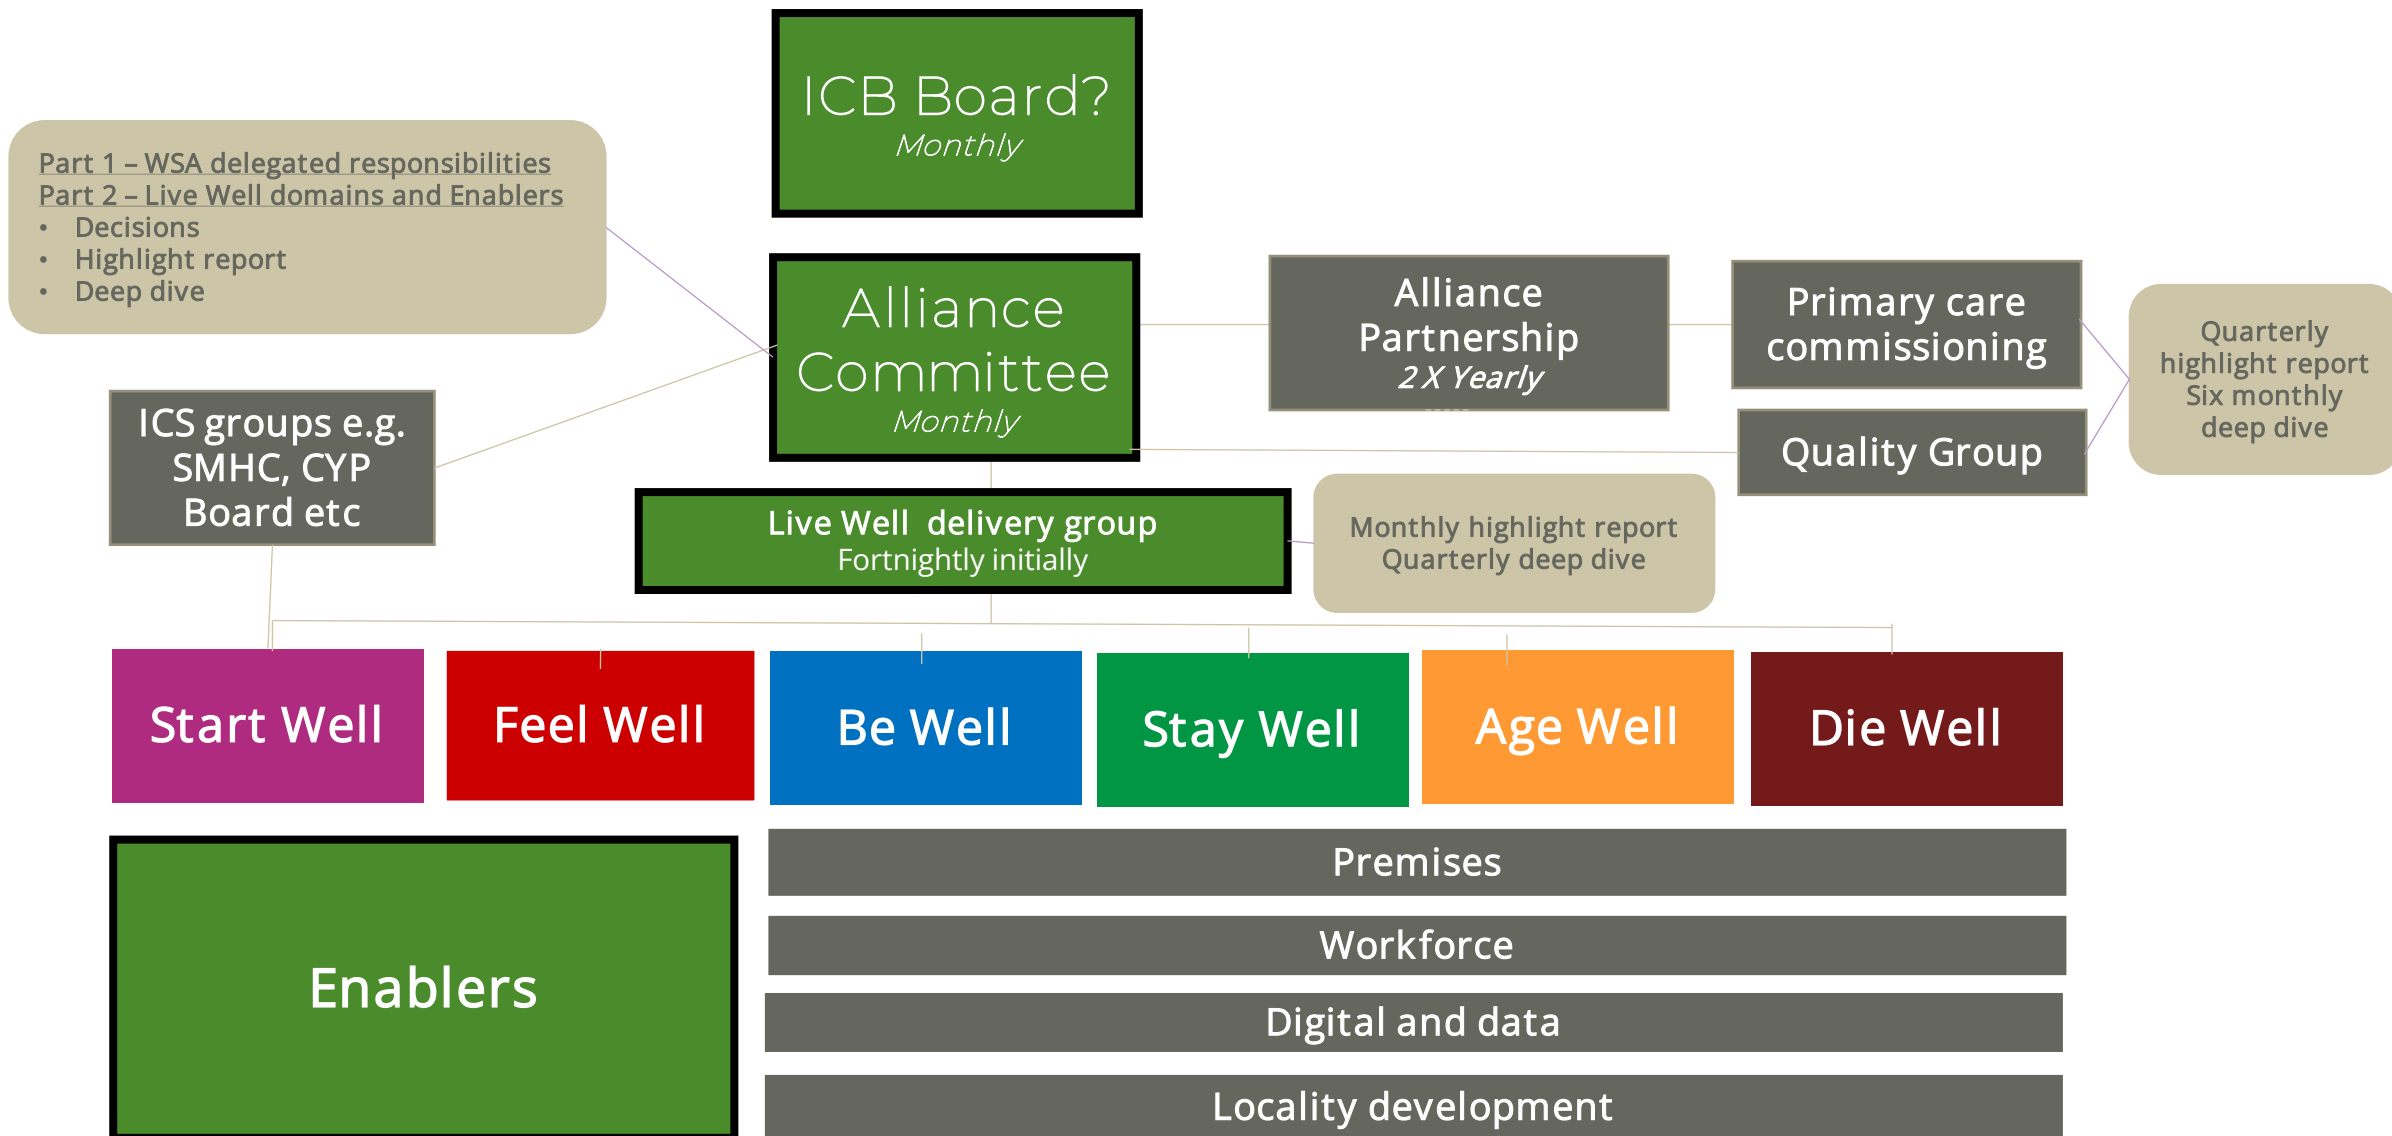 ICB Board?
Monthly
Part 1 – WSA delegated responsibilities
Part 2 – Live Well domains and Enablers
• Decisions
• Highlight report
• Deep dive
Alliance
Committee
Monthly
Alliance
Partnership
2 X Yearly
Primary care
commissioning
Quarterly
highlight report
Six monthly
deep dive
ICS groups e.g.
SMHC, CYP
Board etc
Quality Group
Live Well  delivery group
Fortnightly initially
Monthly highlight report
Quarterly deep dive
Start Well
Feel Well
Be Well
Stay Well
Age Well
Die Well
Enablers
Premises
Workforce
Digital and data
Locality development